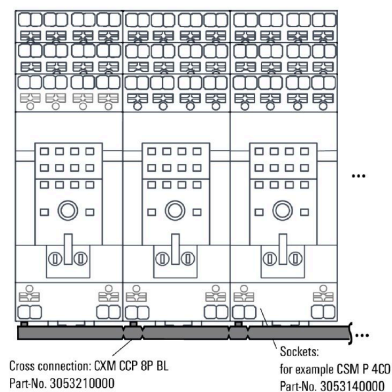 ...
...
Cross connection: CXM CCP 8P BL
Part-No. 3053210000
Sockets:
for example CSM P 4CO
Part-No. 3053140000